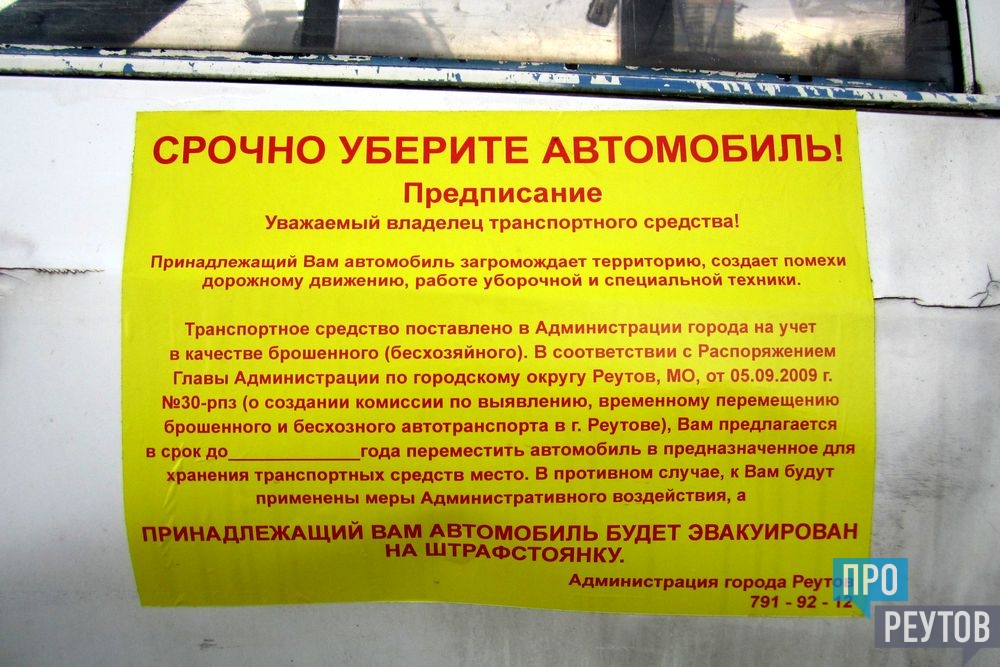 СРОЧНО УБЕРИТЕ АВТОМОБИЛЬ!
Предписание
Уважаемый владелец транспортного средства!
Принадлежащий Вам автомобиль загромождает территорию, создает помехи
дорожному движению, работе уборочной и специальной техники.
Транспортное средство поставлено в Администрации города на учет
в качестве брошенного (бесхозяйного). В соответствии с Распоряжением
Главы Администрации по городскому округу Реутов, МО, от 05.09.2009 г.
№30-рпз (о создании комиссии по выявлению, временному перемещению
брошенного и бесхозного автотранспорта в г. Реутове), Вам предлагается
в срок до______________года переместить автомобиль в предназначенное для
хранения транспортных средств место. В противном случае, к Вам будут
применены меры Административного воздействия, а
ПРИНАДЛЕЖАЩИЙ ВАМ АВТОМОБИЛЬ БУДЕТ ЭВАКУИРОВАН
НА ШТРАФСТОЯНКУ.
Администрация города Реутов
791 - 92 - 12
ПРО
РЕУТОВ